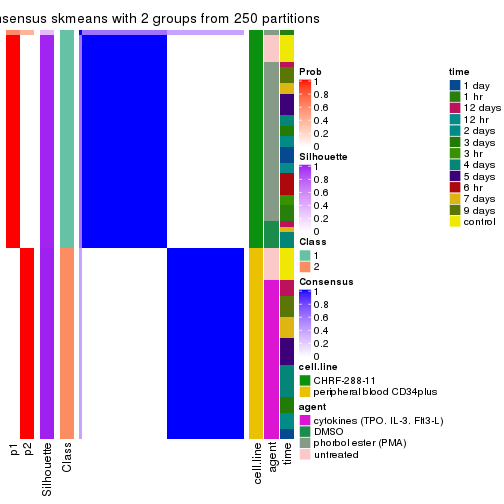 nsensus skmeans with 2 groups from 250 partitions
Prob
1
0.8
0.6
0.4
0.2
0
Silhouette
1
0.8
0.6
0.4
0.2
0
Class
1
2
Consensus
1
0.8
0.6
0.4
0.2
0
cell.line
CHRF-288-11
peripheral blood CD34plus
agent
cytokines (TPO. IL-3. Flt3-L)
DMSO
phorbol ester (PMA)
untreated
time
1 day
1 hr
12 days
12 hr
2 days
3 days
3 hr
4 days
5 days
6 hr
7 days
9 days
control
p1
p2
Silhouette
Class
cell.line
agent
time